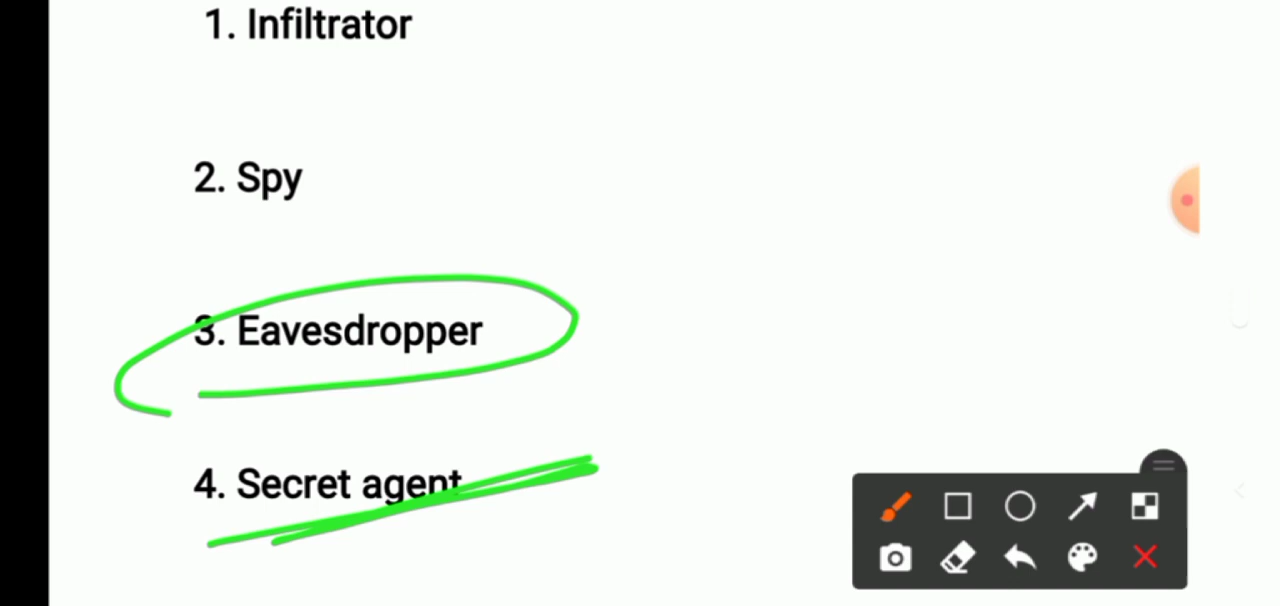 1. Infiltrator
2. Spy
3. Eavesdropper
4. Secret agent